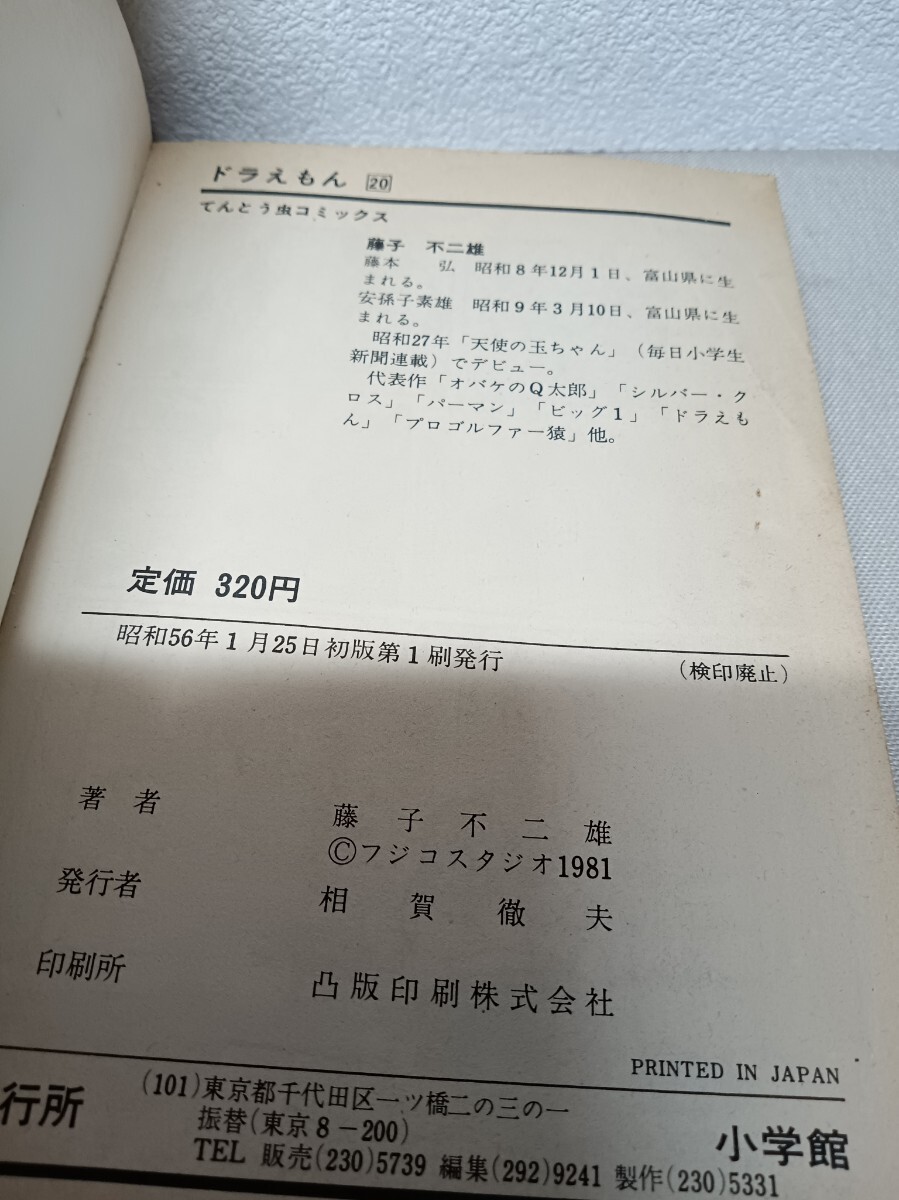 ドラえもん 20
てんとう虫コミックス
藤子 不二雄
藤本 弘 昭和8年12月1日、富山県に生
まれる。
安孫子素雄 昭和9年3月10日、富山県に生
まれる。
昭和27年「天使の玉ちゃん」（毎日小学生
新聞連載）でデビュー。
代表作「オバケのQ太郎」「シルバー・ク
ロス」「パーマン」「ビッグ1」「ドラえも
ん」「プロゴルファー猿」他。
定価 320円
昭和56年1月25日初版第1刷発行 （検印廃止）
著者 藤子不二雄
©フジコスタジオ1981
発行者 相賀徹夫
印刷所 凸版印刷株式会社
PRINTED IN JAPAN
行所 (101)東京都千代田区一ツ橋二の三の一
振替(東京8－200) 小学館
TEL 販売(230)5739 編集(292)9241 製作(230)5331